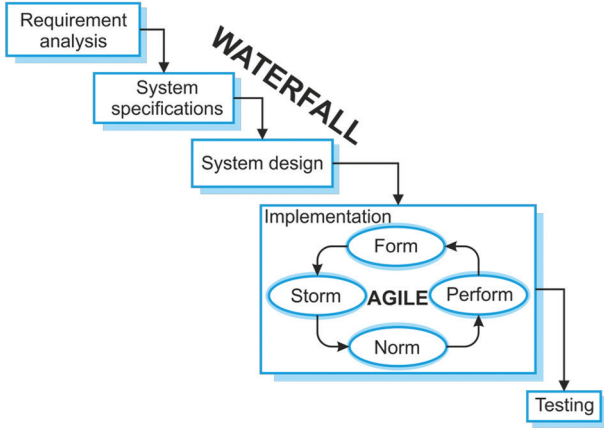 Requirement
analysis
WATERFALL
System
specifications
System design
Implementation
Form
Storm
AGILE
Perform
Norm
Testing